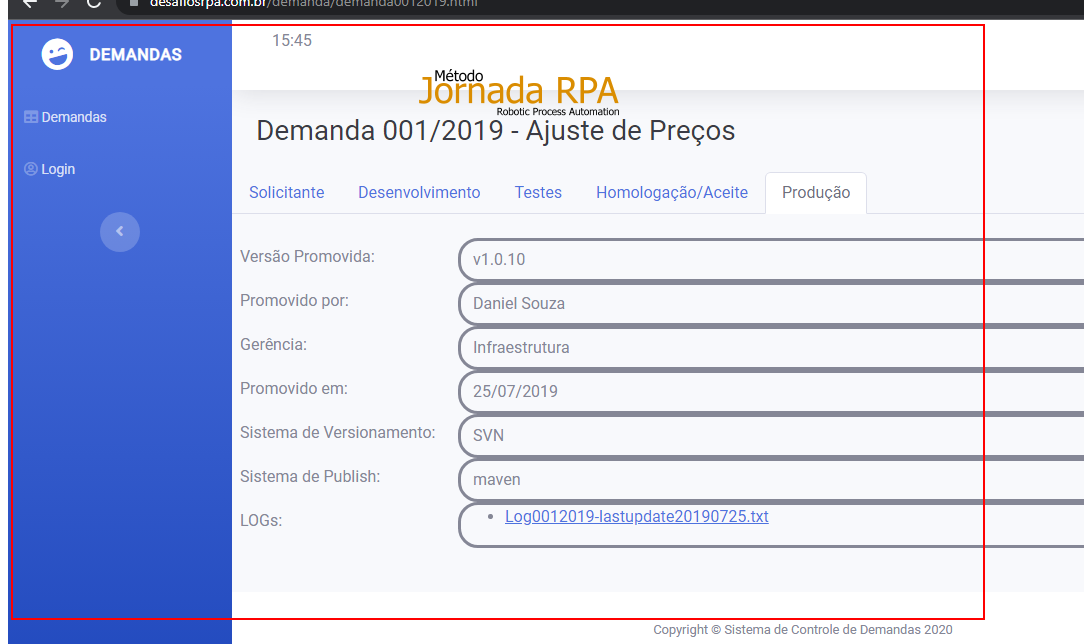 desafiosrpa.com.br/demanda/demanda0012019.html
DEMANDAS
Demandas
Login
15:45
Método
Jornada RPA
Robotic Process Automation
Demanda 001/2019 - Ajuste de Preços
Solicitante Desenvolvimento Testes Homologação/Aceite Produção
Versão Promovida: v1.0.10
Promovido por: Daniel Souza
Gerência: Infraestrutura
Promovido em: 25/07/2019
Sistema de Versionamento: SVN
Sistema de Publish: maven
LOGs: • Log0012019-lastupdate20190725.txt
Copyright © Sistema de Controle de Demandas 2020